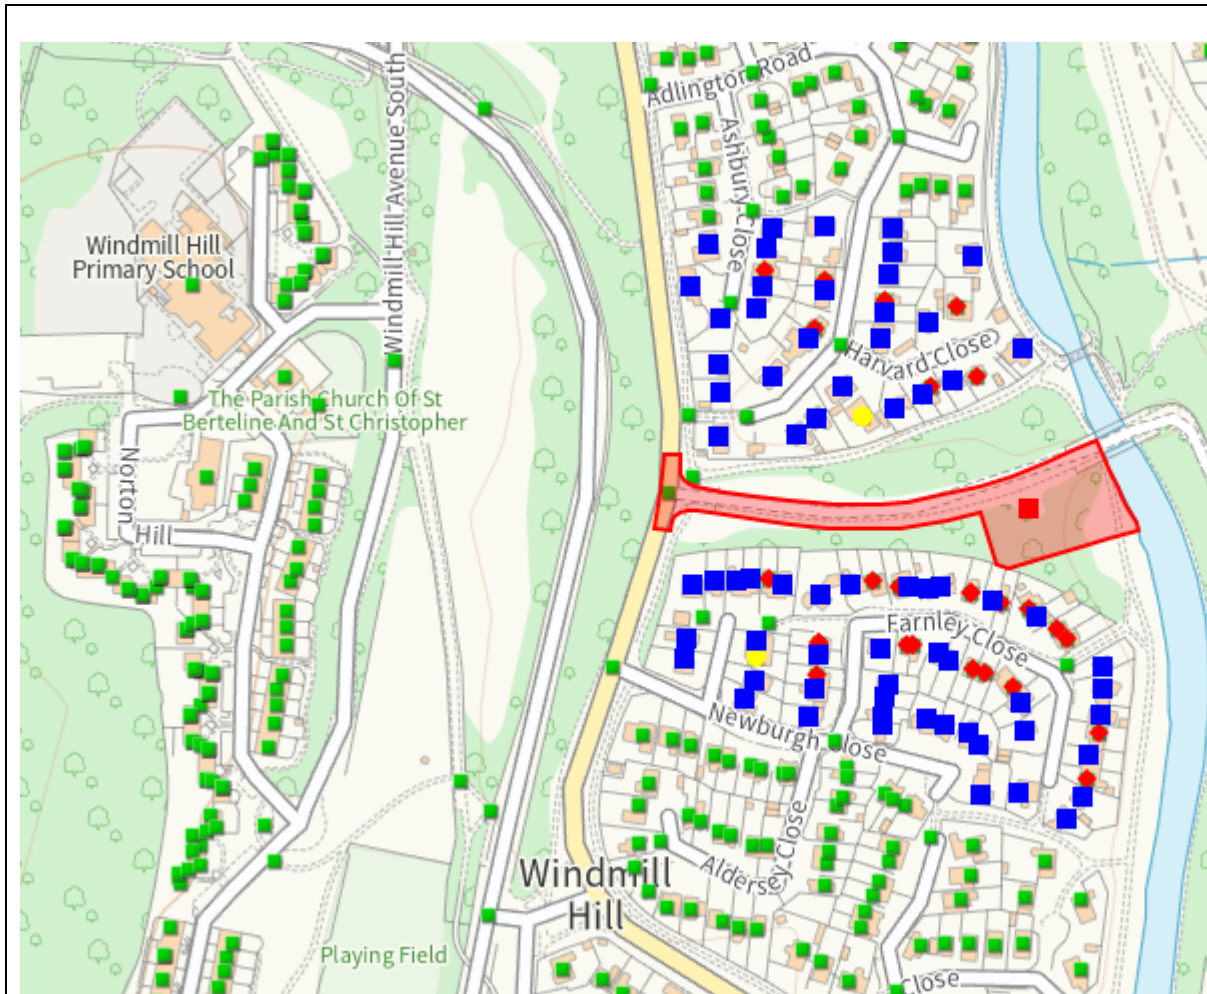 Adlington Road
Ashbury Close
Windmill Hill Avenue South
Windmill Hill
Primary School
Harvard Close
The Parish Church Of St
Berteline And St Christopher
Norton
Hill
Farnley Close
Newburgh Close
Aldersey Close
Windmill
Hill
Playing Field
Close